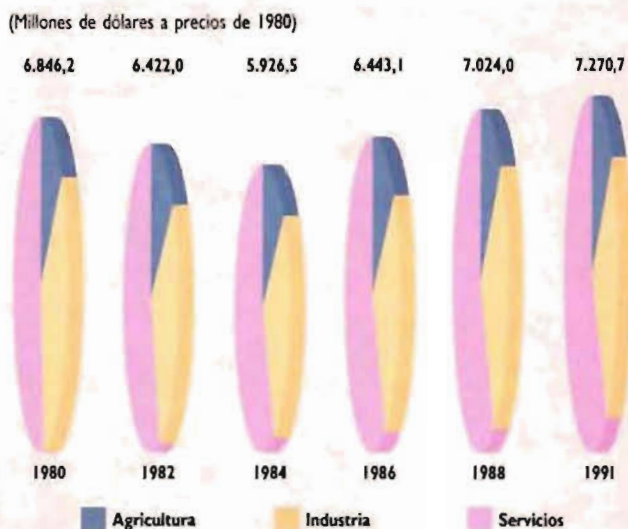 (Millones de dólares a precios de 1980)
6.846,2 6.422,0 5.926,5 6.443,1 7.024,0 7.270,7
1980 1982 1984 1986 1988 1991
Agricultura Industria Servicios